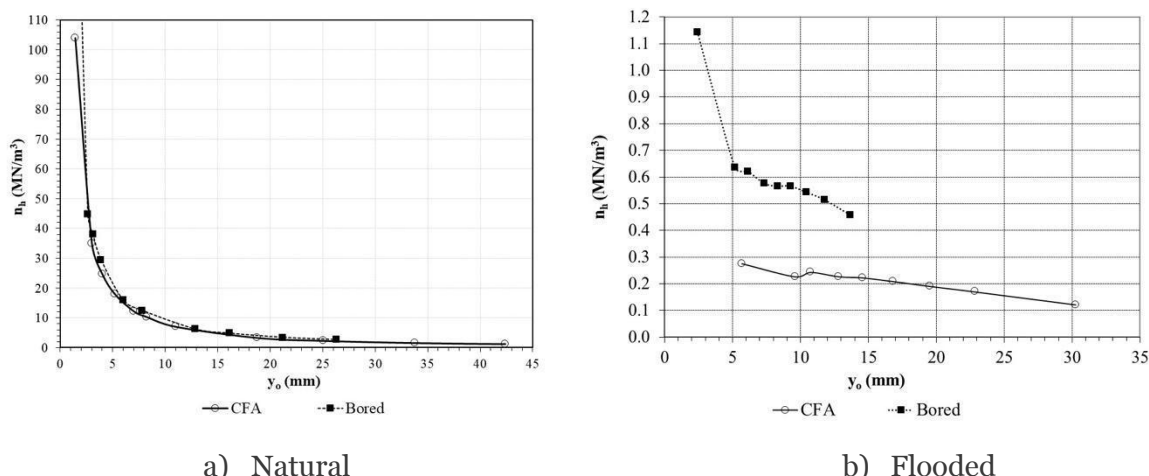 110
100
90
80
70
60
50
40
30
20
10
0
nh (MN/m³)
0 5 10 15 20 25 30 35 40 45
yo (mm)
CFA Bored
a) Natural
1.2
1.1
1.0
0.9
0.8
0.7
0.6
0.5
0.4
0.3
0.2
0.1
0.0
nh (MN/m³)
0 5 10 15 20 25 30 35
yo (mm)
CFA Bored
b) Flooded